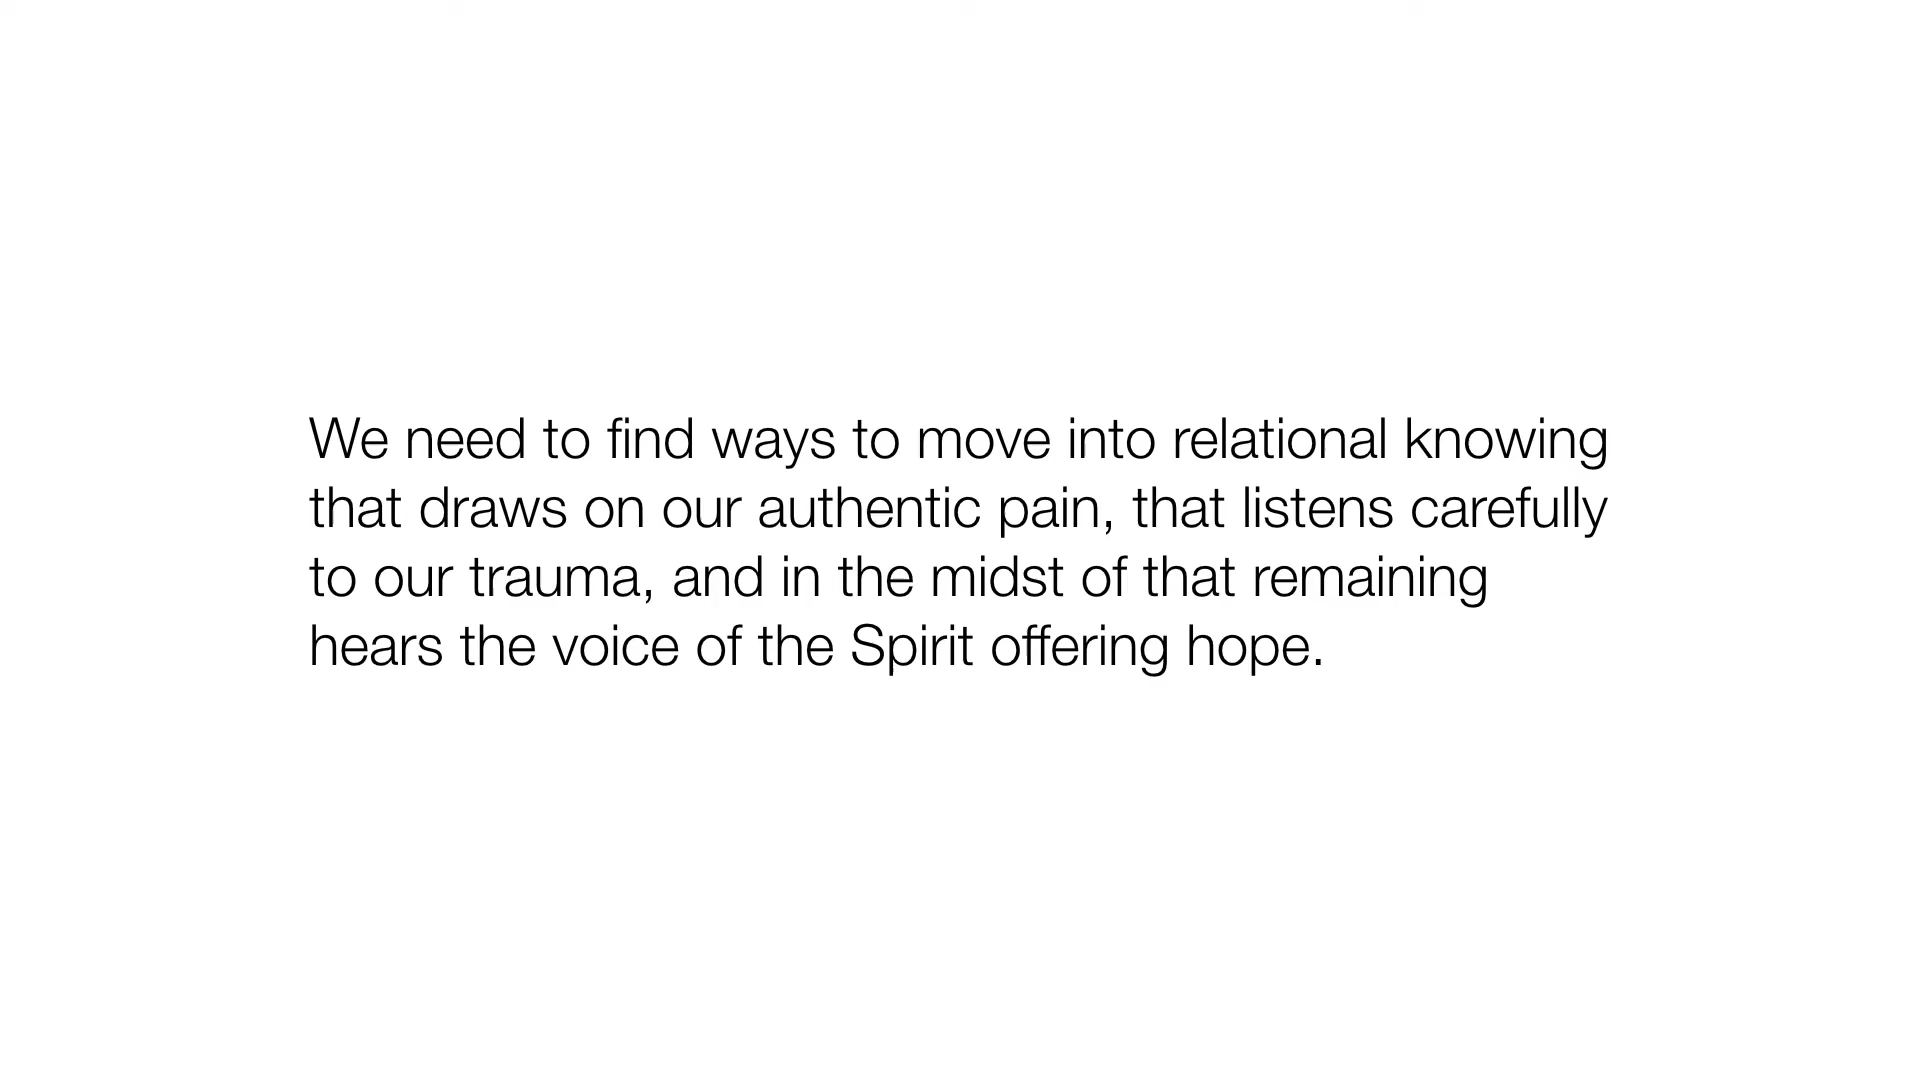 We need to find ways to move into relational knowing
that draws on our authentic pain, that listens carefully
to our trauma, and in the midst of that remaining
hears the voice of the Spirit offering hope.